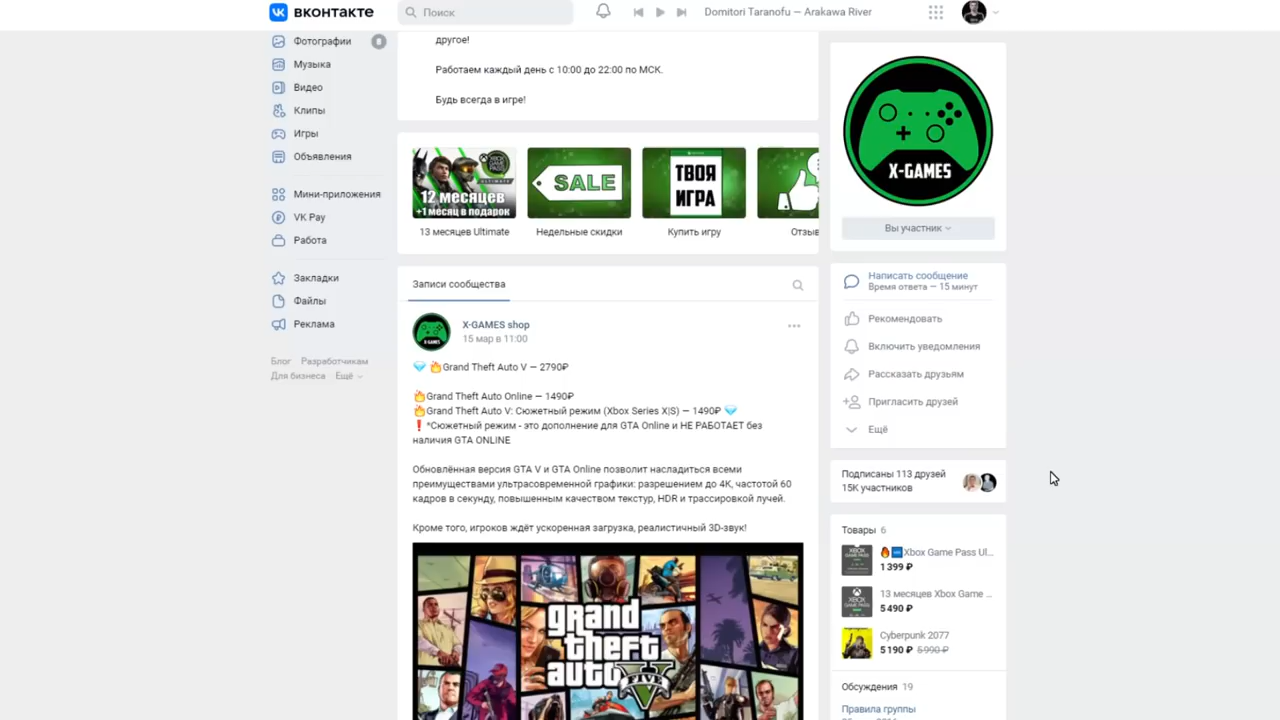 вконтакте
Поиск
Domitori Taranofu — Arakawa River
Фотографии
Музыка
Видео
Клипы
Игры
Объявления
Мини-приложения
VK Pay
Работа
Закладки
Файлы
Реклама
Блог Разработчикам
Для бизнеса Ещё
другое!
Работаем каждый день с 10:00 до 22:00 по МСК.
Будь всегда в игре!
12 месяцев
+1 месяц в подарок
SALE
ТВОЯ
ИГРА
13 месяцев Ultimate
Недельные скидки
Купить игру
Отзыв
Записи сообщества
X-GAMES shop
15 мар в 11:00
Grand Theft Auto V — 2790₽
Grand Theft Auto Online — 1490₽
Grand Theft Auto V: Сюжетный режим (Xbox Series X|S) — 1490₽
❗*Сюжетный режим - это дополнение для GTA Online и НЕ РАБОТАЕТ без
наличия GTA ONLINE
Обновлённая версия GTA V и GTA Online позволит насладиться всеми
преимуществами ультрасовременной графики: разрешением до 4K, частотой 60
кадров в секунду, повышенным качеством текстур, HDR и трассировкой лучей.
Кроме того, игроков ждёт ускоренная загрузка, реалистичный 3D-звук!
grand
theft
auto V
FIVE
X-GAMES
Вы участник
Написать сообщение
Время ответа — 15 минут
Рекомендовать
Включить уведомления
Рассказать друзьям
Пригласить друзей
Ещё
Подписаны 113 друзей
15K участников
Товары 6
Xbox Game Pass Ul...
1 399 ₽
13 месяцев Xbox Game ...
5 490 ₽
Cyberpunk 2077
5 190 ₽ 5 990 ₽
Обсуждения 19
Правила группы